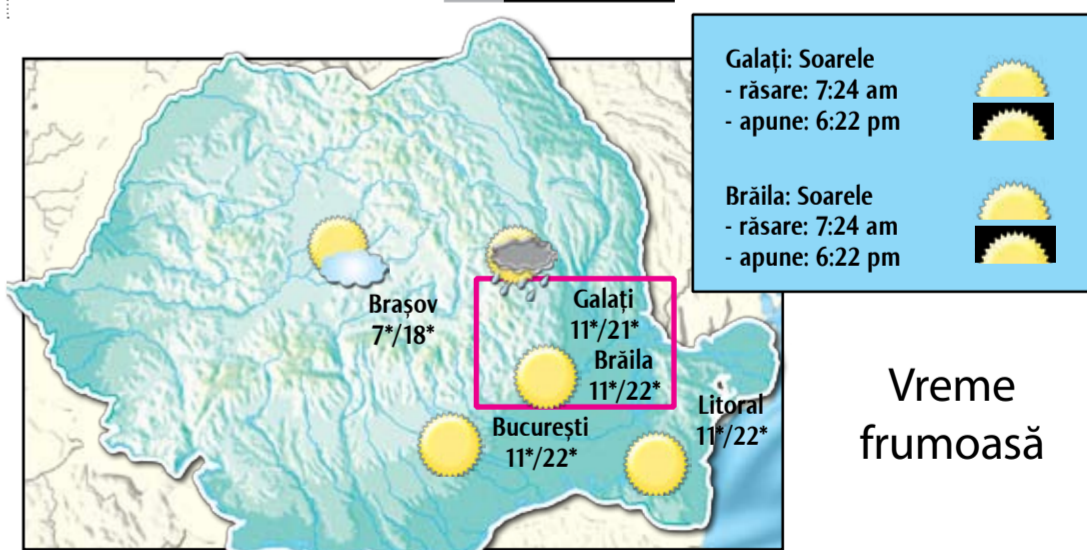 Galați: Soarele
- răsare: 7:24 am
- apune: 6:22 pm
Brăila: Soarele
- răsare: 7:24 am
- apune: 6:22 pm
Brașov
7*/18*
Galați
11*/21*
Brăila
11*/22*
Litoral
11*/22*
București
11*/22*
Vreme
frumoasă